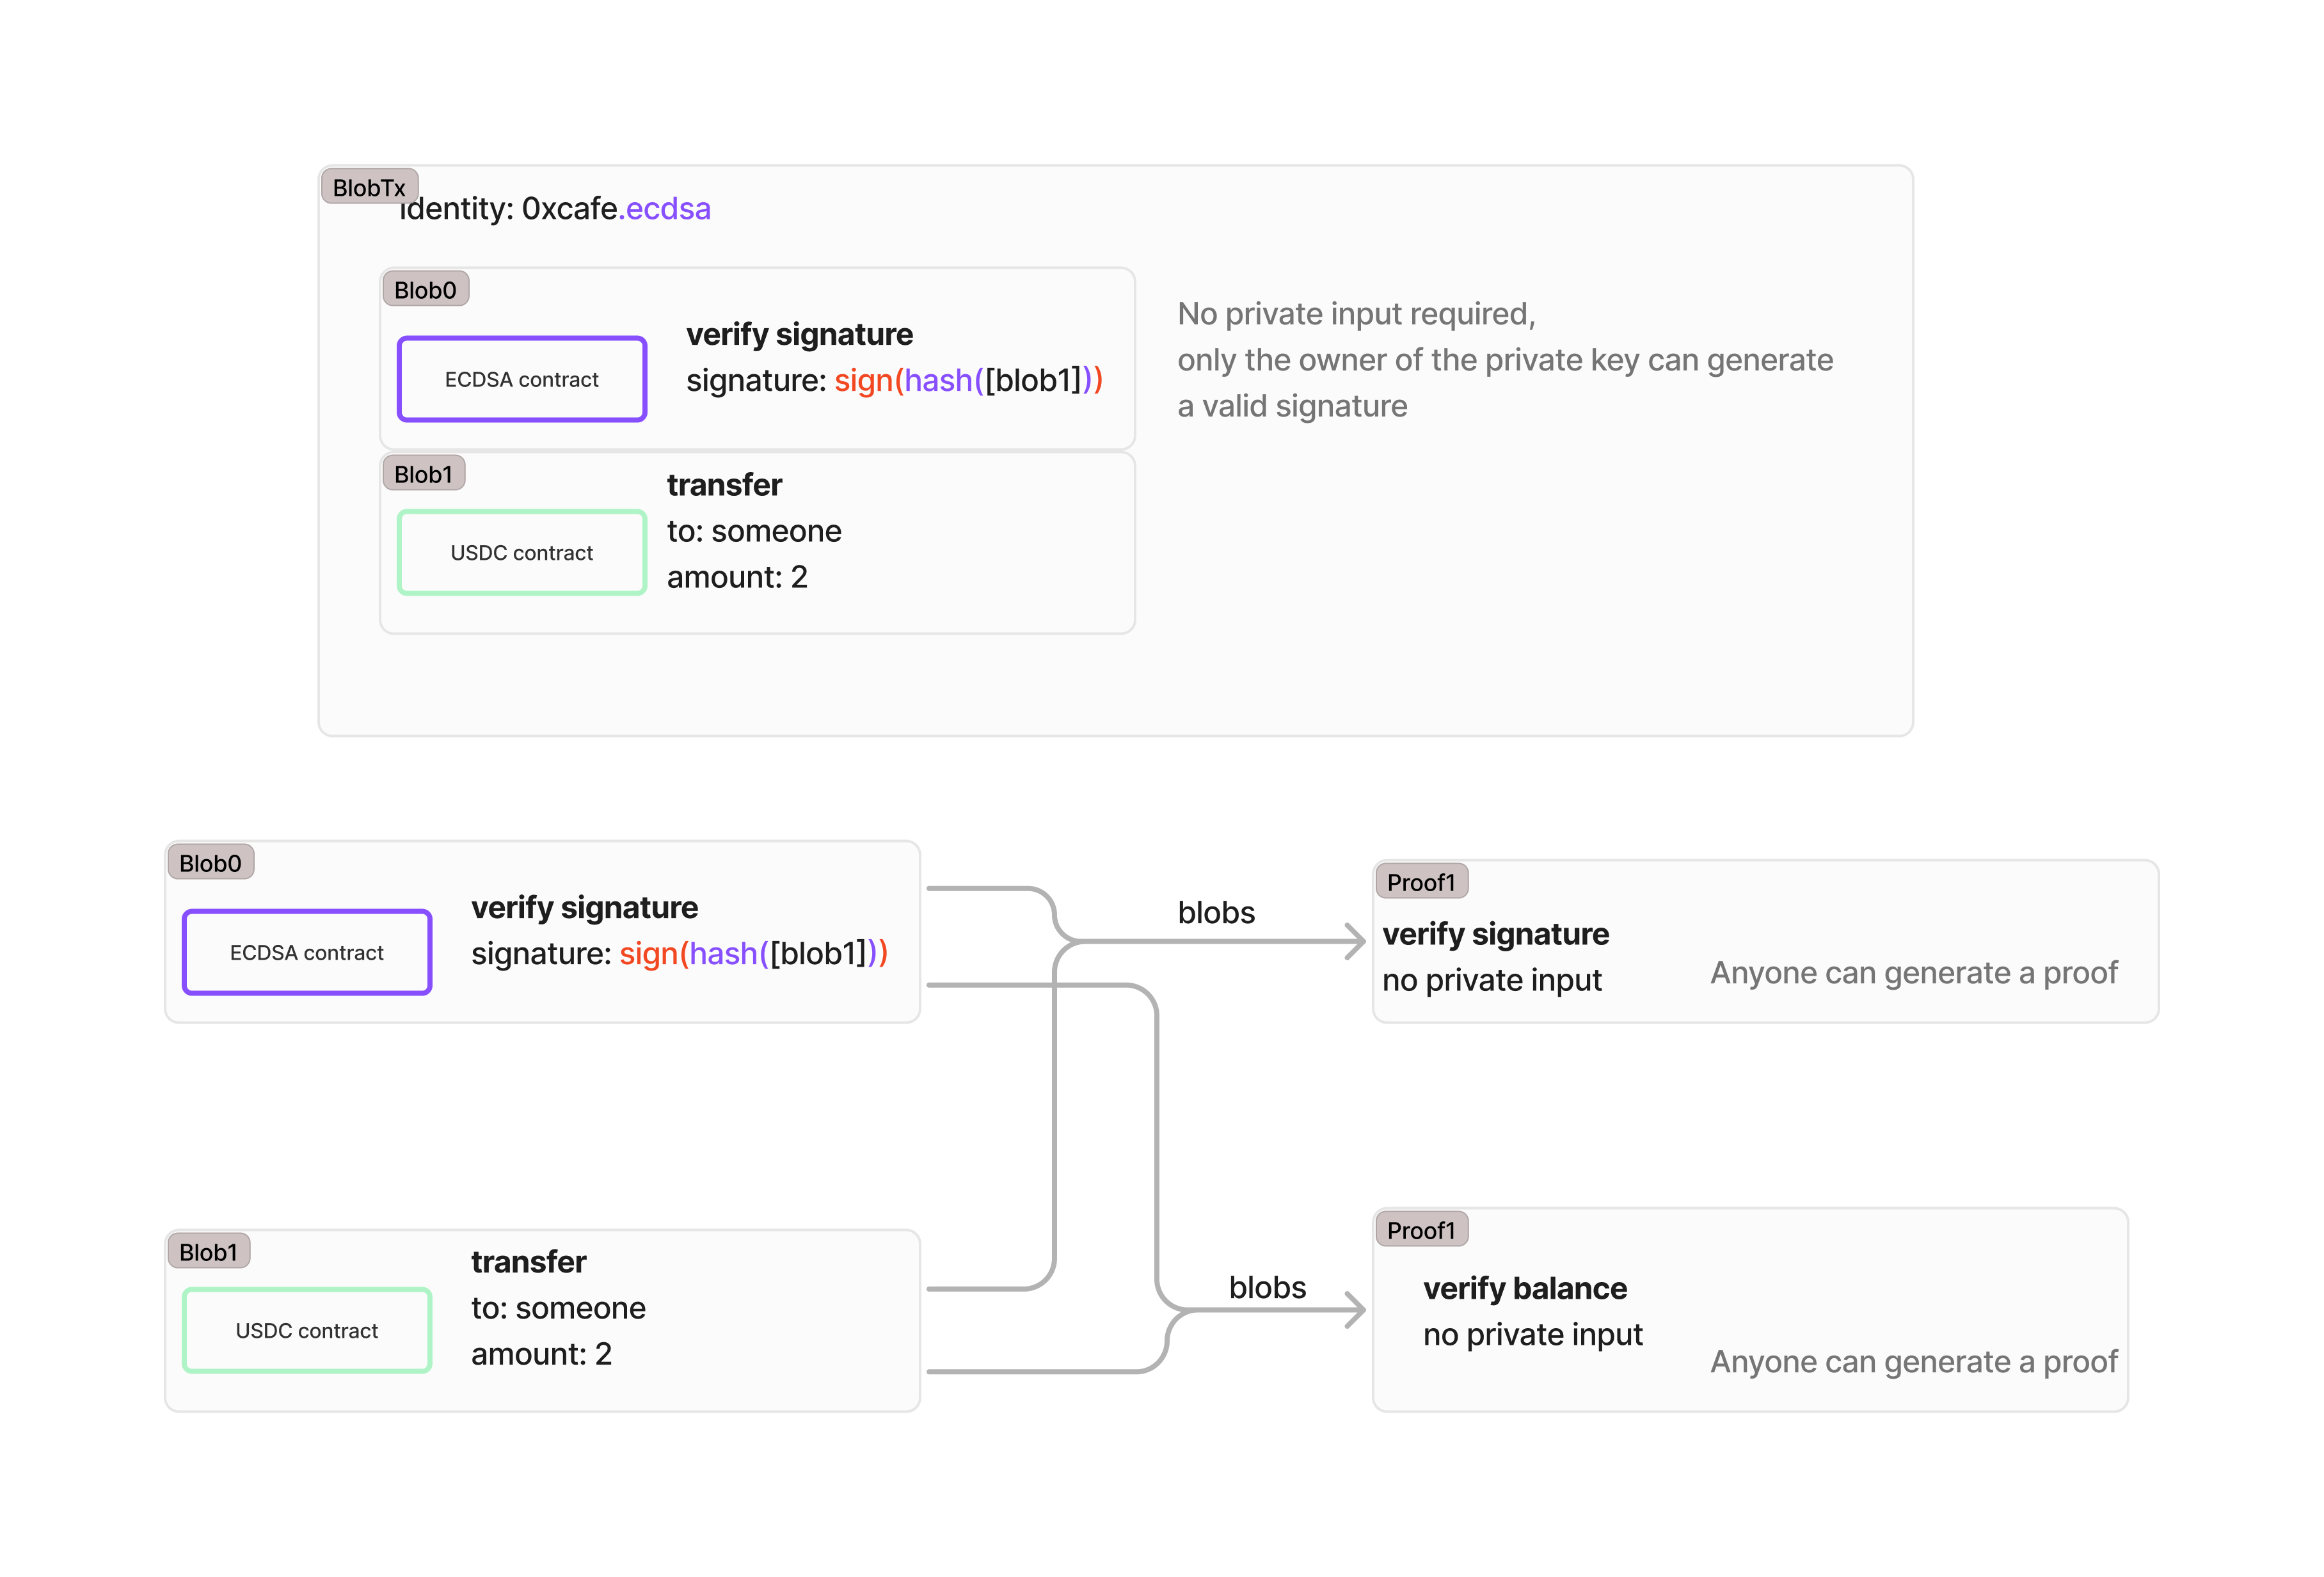 BlobTx
Identity: 0xcafe.ecdsa
Blob0
ECDSA contract
verify signature
signature: sign(hash([blob1]))
No private input required,
only the owner of the private key can generate
a valid signature
Blob1
USDC contract
transfer
to: someone
amount: 2
Blob0
ECDSA contract
verify signature
signature: sign(hash([blob1]))
blobs
Proof1
verify signature
no private input
Anyone can generate a proof
Blob1
USDC contract
transfer
to: someone
amount: 2
blobs
Proof1
verify balance
no private input
Anyone can generate a proof